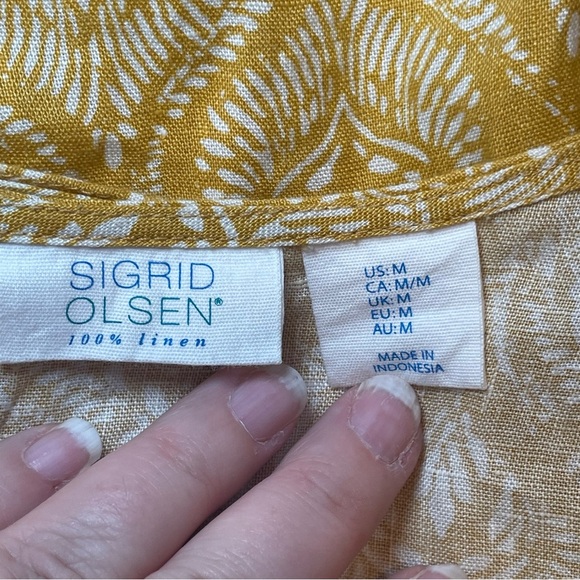 SIGRID
OLSEN®
100% linen
US: M
CA: M/M
UK: M
EU: M
AU: M
MADE IN
INDONESIA